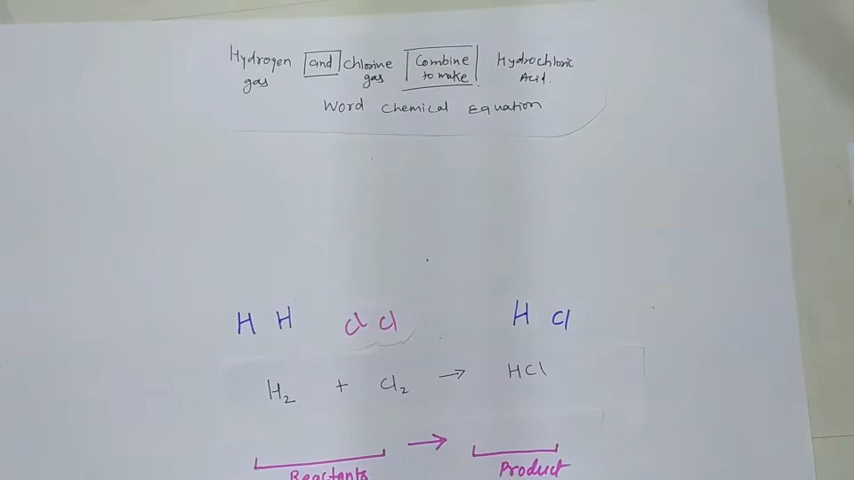 Hydrogen and Chlorine Combine Hydrochloric
gas gas to make Acid.
Word Chemical Equation
H H Cl Cl H Cl
H₂ + Cl₂ → HCl
→
Reactants Product